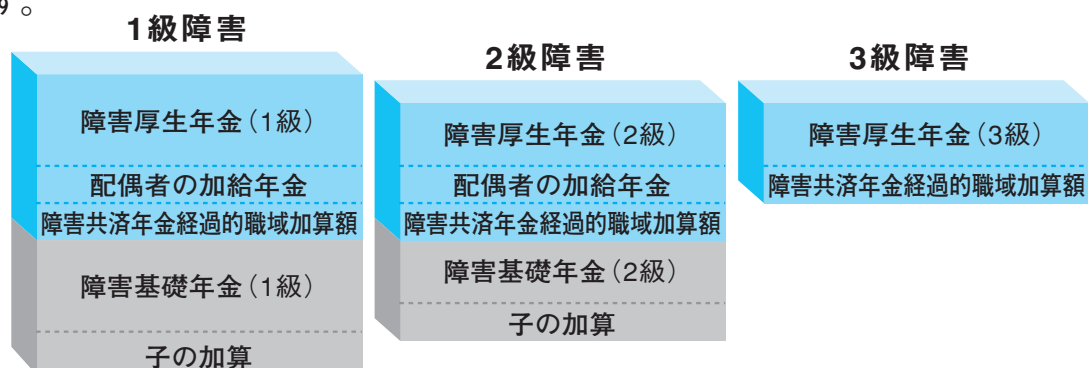 す。
1級障害
障害厚生年金（1級）
配偶者の加給年金
障害共済年金経過的職域加算額
障害基礎年金（1級）
子の加算
2級障害
障害厚生年金（2級）
配偶者の加給年金
障害共済年金経過的職域加算額
障害基礎年金（2級）
子の加算
3級障害
障害厚生年金（3級）
障害共済年金経過的職域加算額